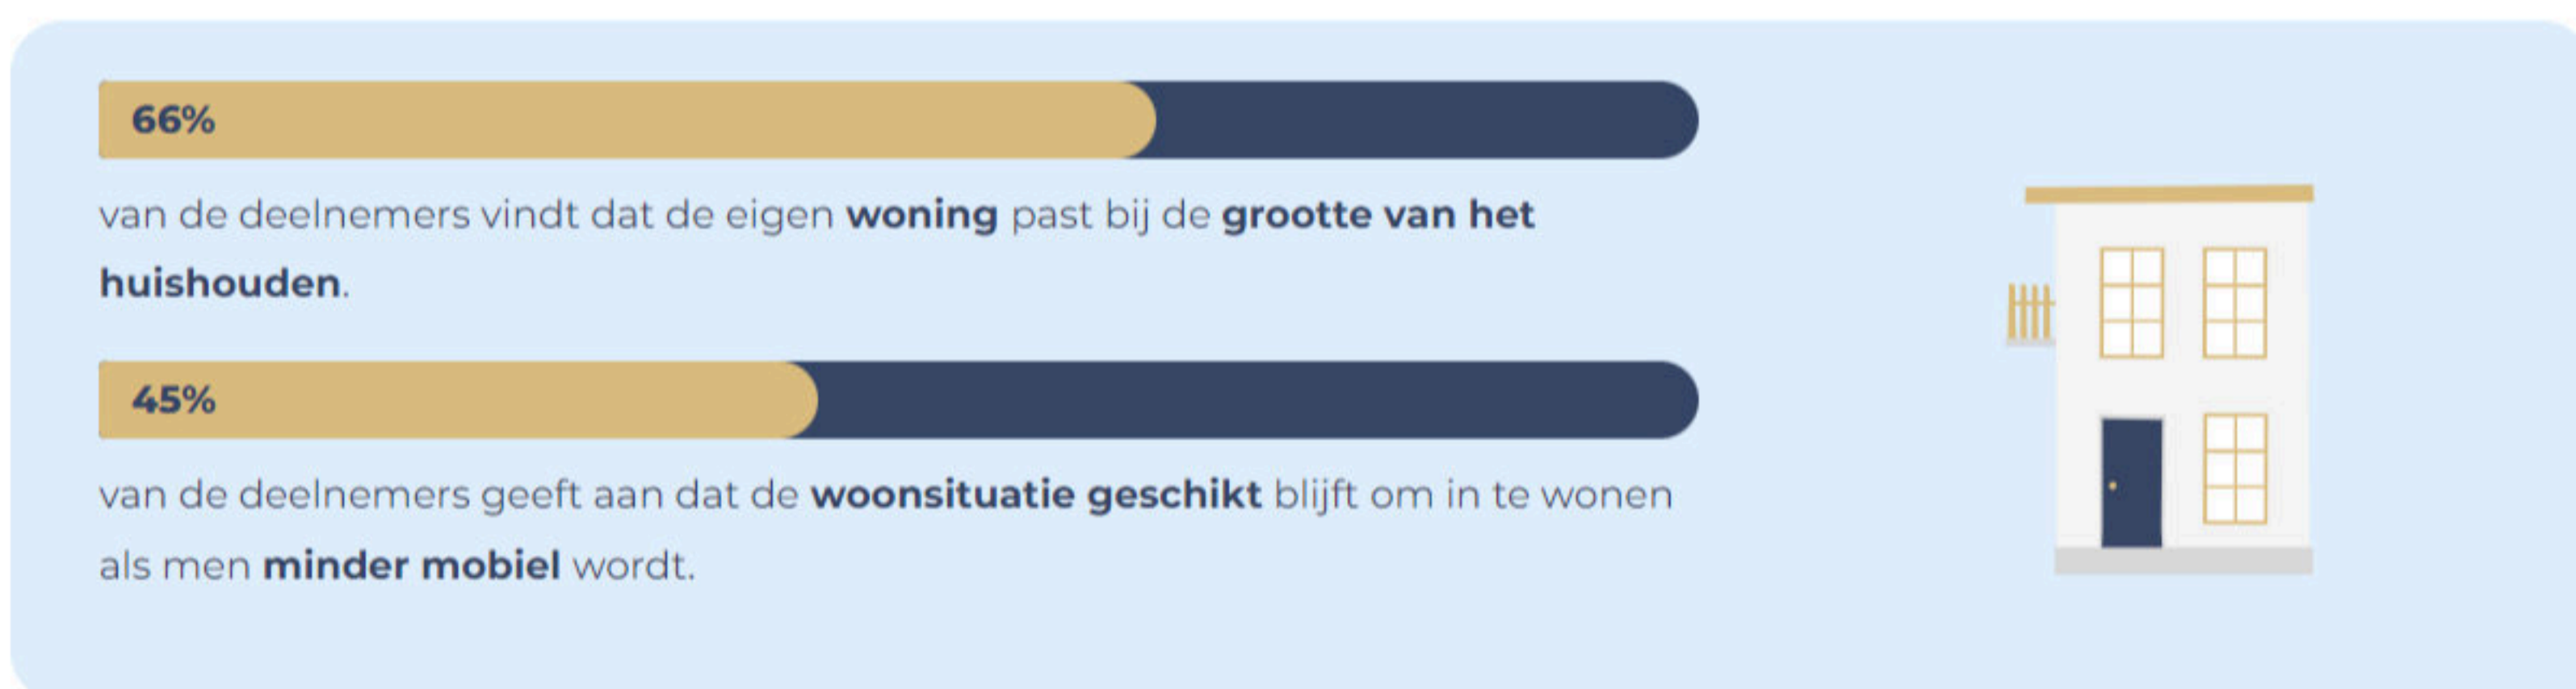 66%
van de deelnemers vindt dat de eigen woning past bij de grootte van het
huishouden.
45%
van de deelnemers geeft aan dat de woonsituatie geschikt blijft om in te wonen
als men minder mobiel wordt.